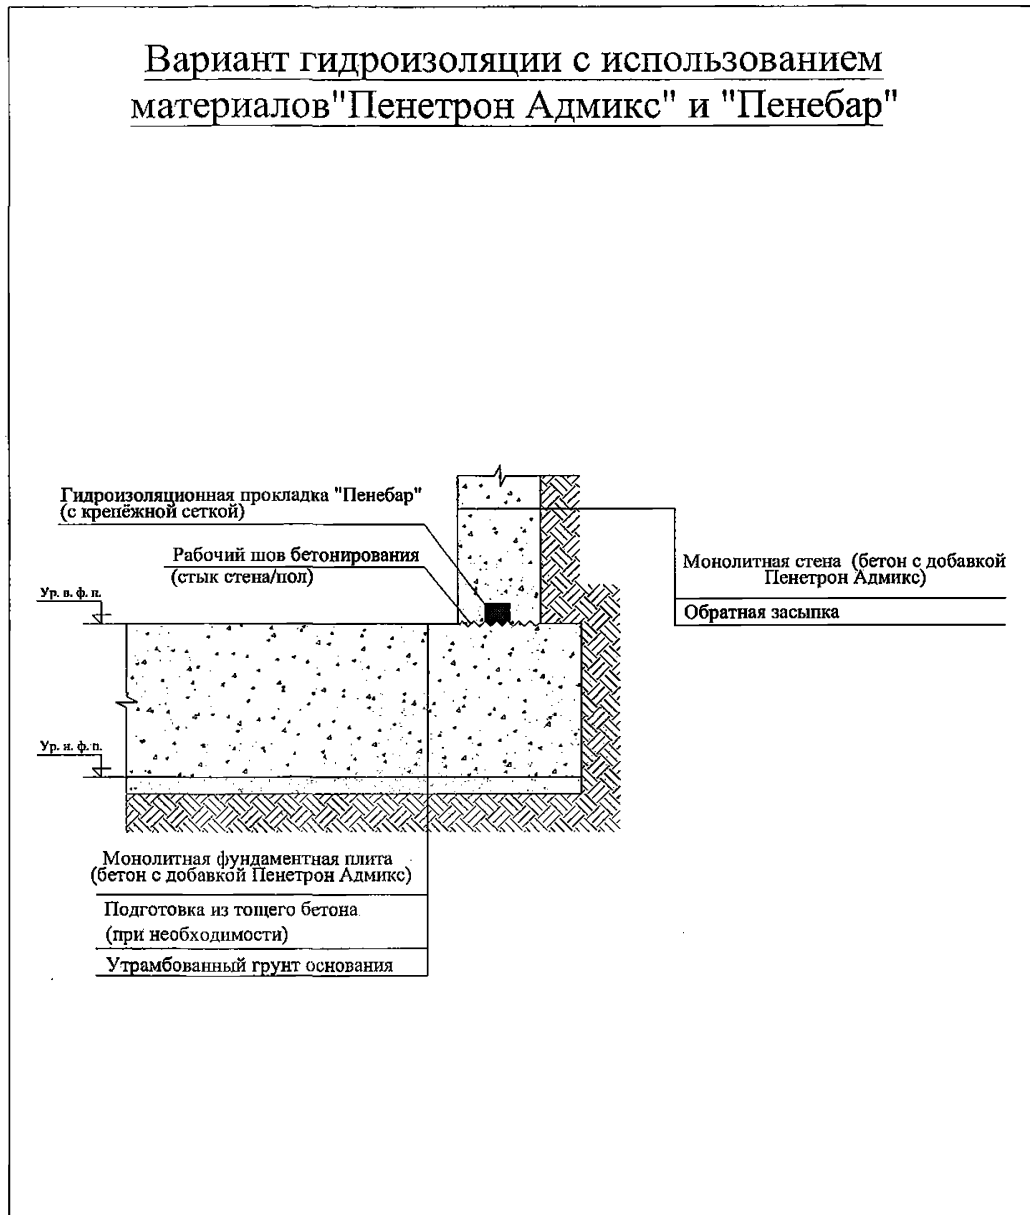 Вариант гидроизоляции с использованием
материалов"Пенетрон Адмикс" и "Пенебар"
Гидроизоляционная прокладка "Пенебар"
(с крепёжной сеткой)
Рабочий шов бетонирования
(стык стена/пол)
Ур. в. ф. п.
Монолитная стена (бетон с добавкой
Пенетрон Адмикс)
Обратная засыпка
Ур. н. ф. п.
Монолитная фундаментная плита
(бетон с добавкой Пенетрон Адмикс)
Подготовка из тощего бетона
(при необходимости)
Утрамбованный грунт основания